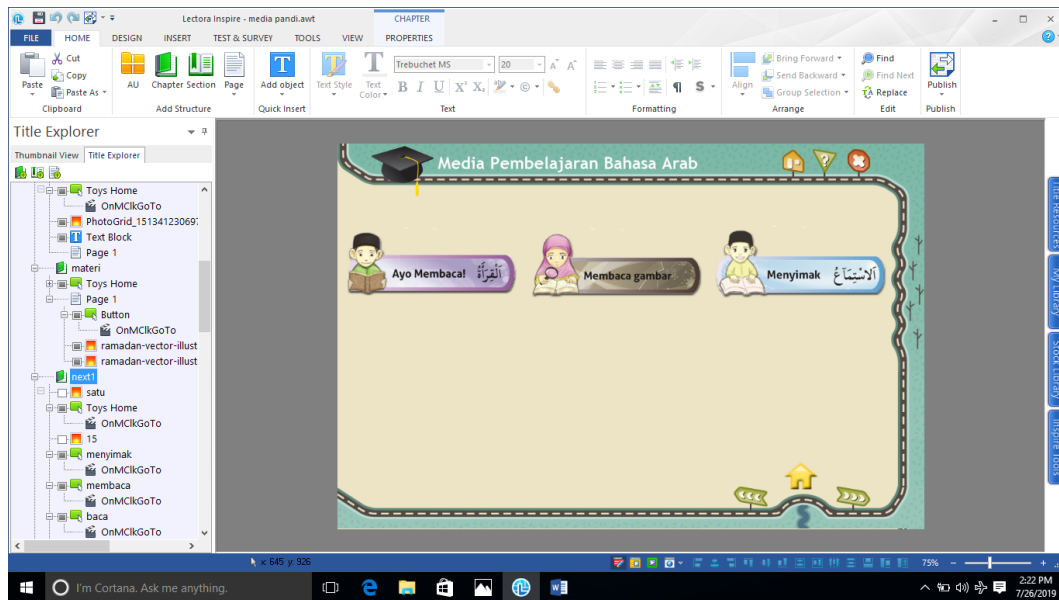 Lectora Inspire - media pandi.awt
CHAPTER
FILE HOME DESIGN INSERT TEST & SURVEY TOOLS VIEW PROPERTIES
Paste
Cut
Copy
Paste As
Clipboard
AU Chapter Section Page
Add Structure
Add object
Quick Insert
Text Style Text Color
Trebuchet MS 20
Text
Formatting
Align
Bring Forward
Send Backward
Group Selection
Arrange
Find
Find Next
Replace
Edit
Publish
Publish
Title Explorer
Thumbnail View Title Explorer
Toys Home
OnMClkGoTo
PhotoGrid_151341230697
Text Block
Page 1
materi
Toys Home
Page 1
Button
OnMClkGoTo
ramadan-vector-illust
ramadan-vector-illust
next1
satu
Toys Home
OnMClkGoTo
15
menyimak
OnMClkGoTo
membaca
OnMClkGoTo
baca
OnMClkGoTo
Media Pembelajaran Bahasa Arab
Ayo Membaca! اَلْقِرَأَةُ
Membaca gambar
Menyimak اَلاسْتِمَاعُ
Title Resources
My Library
Stock Library
Inspire Tools
x: 645 y: 926
75%
I'm Cortana. Ask me anything.
2:22 PM
7/26/2019